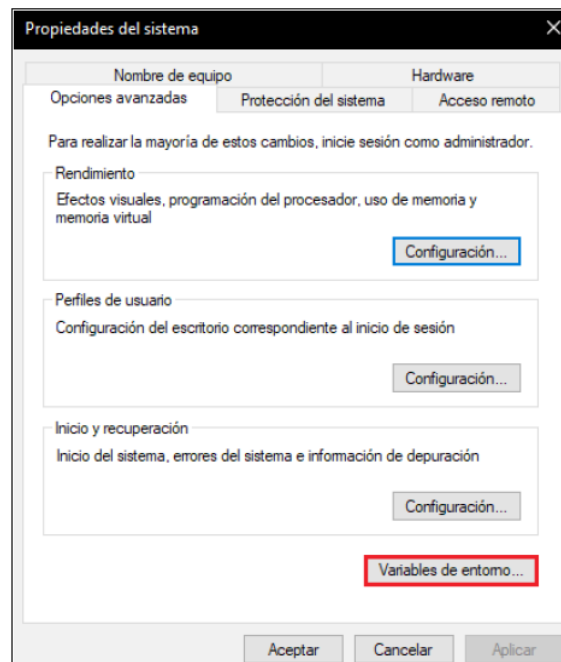 Propiedades del sistema
Nombre de equipo
Hardware
Opciones avanzadas
Protección del sistema
Acceso remoto
Para realizar la mayoría de estos cambios, inicie sesión como administrador.
Rendimiento
Efectos visuales, programación del procesador, uso de memoria y
memoria virtual
Configuración...
Perfiles de usuario
Configuración del escritorio correspondiente al inicio de sesión
Configuración...
Inicio y recuperación
Inicio del sistema, errores del sistema e información de depuración
Configuración...
Variables de entorno...
Aceptar
Cancelar
Aplicar